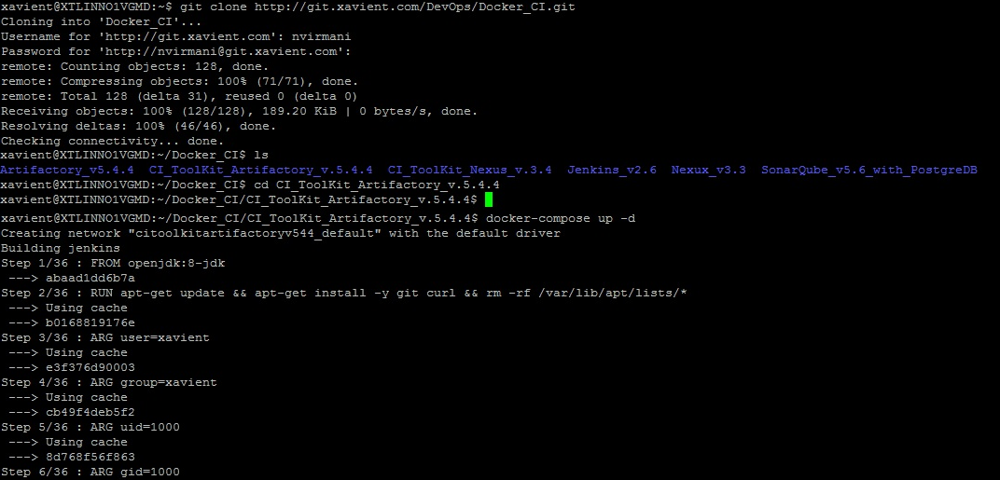 xavient@XTLINNO1VGMD:~$ git clone http://git.xavient.com/DevOps/Docker_CI.git
Cloning into 'Docker_CI'...
Username for 'http://git.xavient.com': nvirmani
Password for 'http://nvirmani@git.xavient.com':
remote: Counting objects: 128, done.
remote: Compressing objects: 100% (71/71), done.
remote: Total 128 (delta 31), reused 0 (delta 0)
Receiving objects: 100% (128/128), 189.20 KiB | 0 bytes/s, done.
Resolving deltas: 100% (46/46), done.
Checking connectivity... done.
xavient@XTLINNO1VGMD:~/Docker_CI$ ls
Artifactory_v5.4.4  CI_ToolKit_Artifactory_v.5.4.4  CI_ToolKit_Nexus_v.3.4  Jenkins_v2.6  Nexux_v3.3  SonarQube_v5.6_with_PostgreDB
xavient@XTLINNO1VGMD:~/Docker_CI$ cd CI_ToolKit_Artifactory_v.5.4.4
xavient@XTLINNO1VGMD:~/Docker_CI/CI_ToolKit_Artifactory_v.5.4.4$
xavient@XTLINNO1VGMD:~/Docker_CI/CI_ToolKit_Artifactory_v.5.4.4$ docker-compose up -d
Creating network "citoolkitartifactoryv544_default" with the default driver
Building jenkins
Step 1/36 : FROM openjdk:8-jdk
 ---> abaad1dd6b7a
Step 2/36 : RUN apt-get update && apt-get install -y git curl && rm -rf /var/lib/apt/lists/*
 ---> Using cache
 ---> b0168819176e
Step 3/36 : ARG user=xavient
 ---> Using cache
 ---> e3f376d90003
Step 4/36 : ARG group=xavient
 ---> Using cache
 ---> cb49f4deb5f2
Step 5/36 : ARG uid=1000
 ---> Using cache
 ---> 8d768f56f863
Step 6/36 : ARG gid=1000